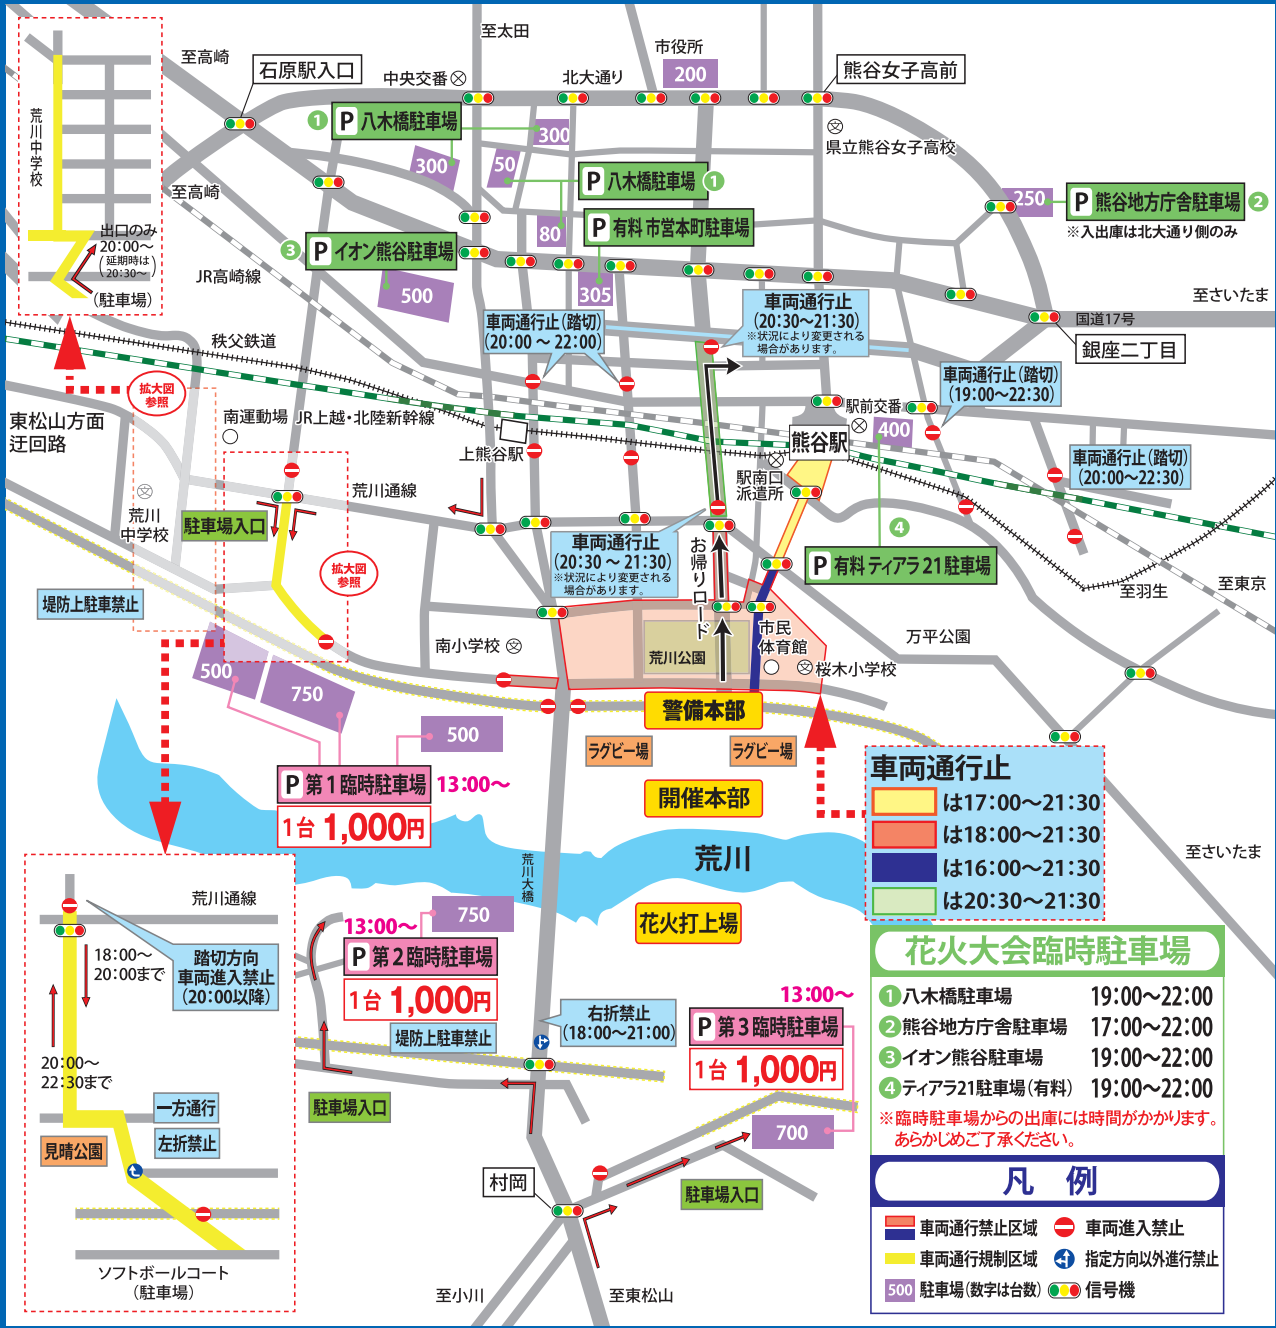 至高崎
石原駅入口
至太田
中央交番
北大通り
市役所
200
熊谷女子高前
県立熊谷女子高校
荒川中学校
出口のみ
20:00〜
(延期時は
20:30〜)
(駐車場)
1 P 八木橋駐車場
300
300
50
P 八木橋駐車場 1
80
P 有料 市営本町駐車場
305
250
P 熊谷地方庁舎駐車場 2
※入出庫は北大通り側のみ
至高崎
3 P イオン熊谷駐車場
500
JR高崎線
至さいたま
国道17号
銀座二丁目
車両通行止(踏切)
(20:00 〜 22:00)
車両通行止
(20:30〜21:30)
※状況により変更される
場合があります。
秩父鉄道
拡大図
参照
東松山方面
迂回路
南運動場
JR上越・北陸新幹線
上熊谷駅
熊谷駅
駅前交番
400
車両通行止(踏切)
(19:00〜22:30)
車両通行止(踏切)
(20:00〜22:30)
駅南口
派遣所
荒川
中学校
荒川通線
駐車場入口
拡大図
参照
車両通行止
(20:30 〜 21:30)
※状況により変更される
場合があります。
お帰りロード
4
P 有料 ティアラ21駐車場
至羽生
至東京
堤防上駐車禁止
南小学校
荒川公園
市民
体育館
桜木小学校
万平公園
500
750
500
警備本部
ラグビー場
ラグビー場
開催本部
P 第1臨時駐車場
13:00〜
1台 1,000円
荒川
荒川大橋
花火打上場
車両通行止
は17:00〜21:30
は18:00〜21:30
は16:00〜21:30
は20:30〜21:30
至さいたま
荒川通線
18:00〜
20:00まで
踏切方向
車両進入禁止
(20:00以降)
20:00〜
22:30まで
一方通行
左折禁止
見晴公園
ソフトボールコート
(駐車場)
750
13:00〜
P 第2臨時駐車場
1台 1,000円
堤防上駐車禁止
右折禁止
(18:00〜21:00)
13:00〜
P 第3臨時駐車場
1台 1,000円
駐車場入口
700
駐車場入口
村岡
至小川
至東松山
花火大会臨時駐車場
1 八木橋駐車場 19:00〜22:00
2 熊谷地方庁舎駐車場 17:00〜22:00
3 イオン熊谷駐車場 19:00〜22:00
4 ティアラ21駐車場(有料) 19:00〜22:00
※臨時駐車場からの出庫には時間がかかります。
あらかじめご了承ください。
凡 例
車両通行禁止区域
車両進入禁止
車両通行規制区域
指定方向以外進行禁止
500 駐車場(数字は台数)
信号機